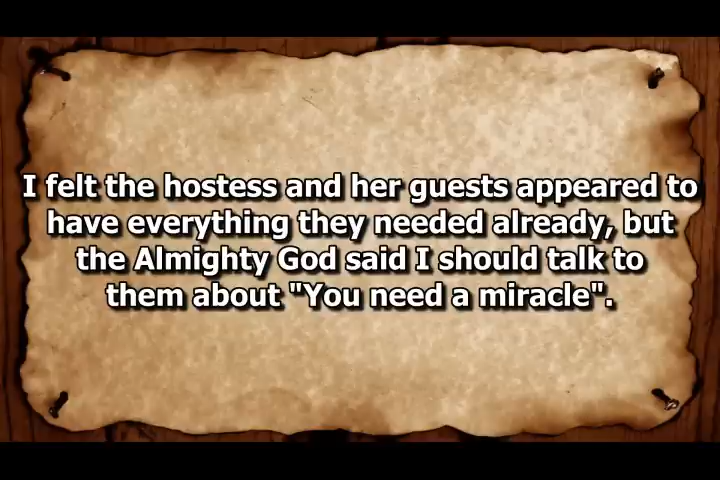 I felt the hostess and her guests appeared to
have everything they needed already, but
the Almighty God said I should talk to
them about "You need a miracle".